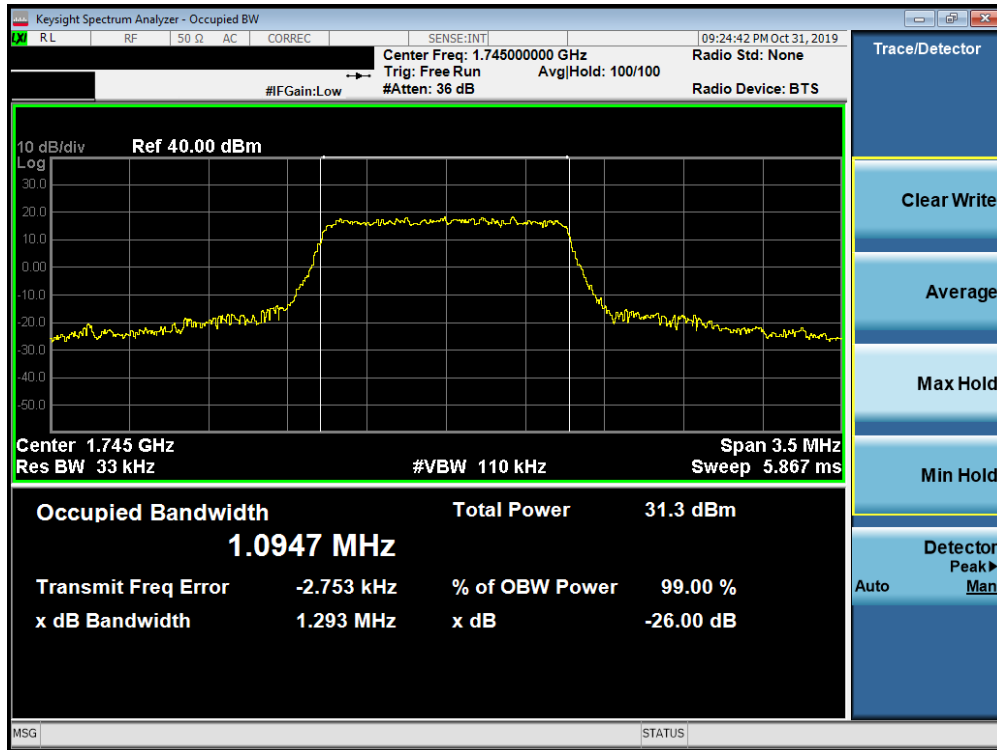 Keysight Spectrum Analyzer - Occupied BW
LXI RL RF 50 Ω AC CORREC SENSE:INT 09:24:42 PM Oct 31, 2019
Center Freq: 1.745000000 GHz Radio Std: None
Trig: Free Run Avg|Hold: 100/100
#IFGain:Low #Atten: 36 dB Radio Device: BTS
10 dB/div Ref 40.00 dBm
Log
30.0
20.0
10.0
0.00
-10.0
-20.0
-30.0
-40.0
-50.0
Center 1.745 GHz Span 3.5 MHz
Res BW 33 kHz #VBW 110 kHz Sweep 5.867 ms
Occupied Bandwidth Total Power 31.3 dBm
1.0947 MHz
Transmit Freq Error -2.753 kHz % of OBW Power 99.00 %
x dB Bandwidth 1.293 MHz x dB -26.00 dB
MSG STATUS
Trace/Detector
Clear Write
Average
Max Hold
Min Hold
Detector
Peak▶
Auto Man